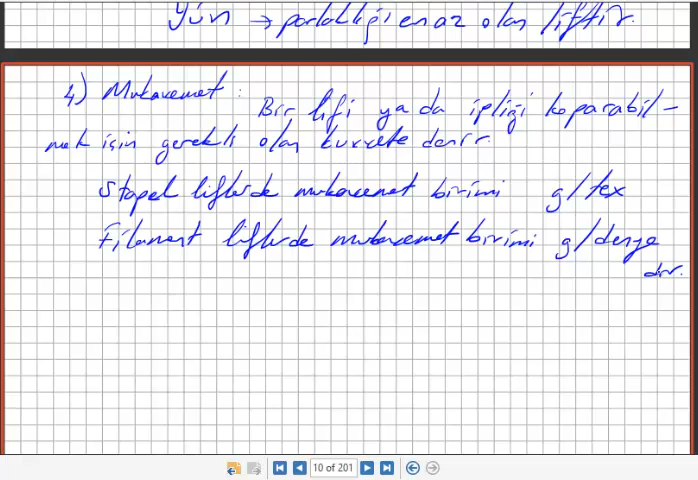 Yün → parlaklığı en az olan liftir.
4) Mukavemet :
Bir lifi ya da ipliği koparabil-
mek için gerekli olan kuvvete denir.
Stapel liflerde mukavemet birimi g/tex
Filament liflerde mukavemet birimi g/denye
dir.
10 of 201